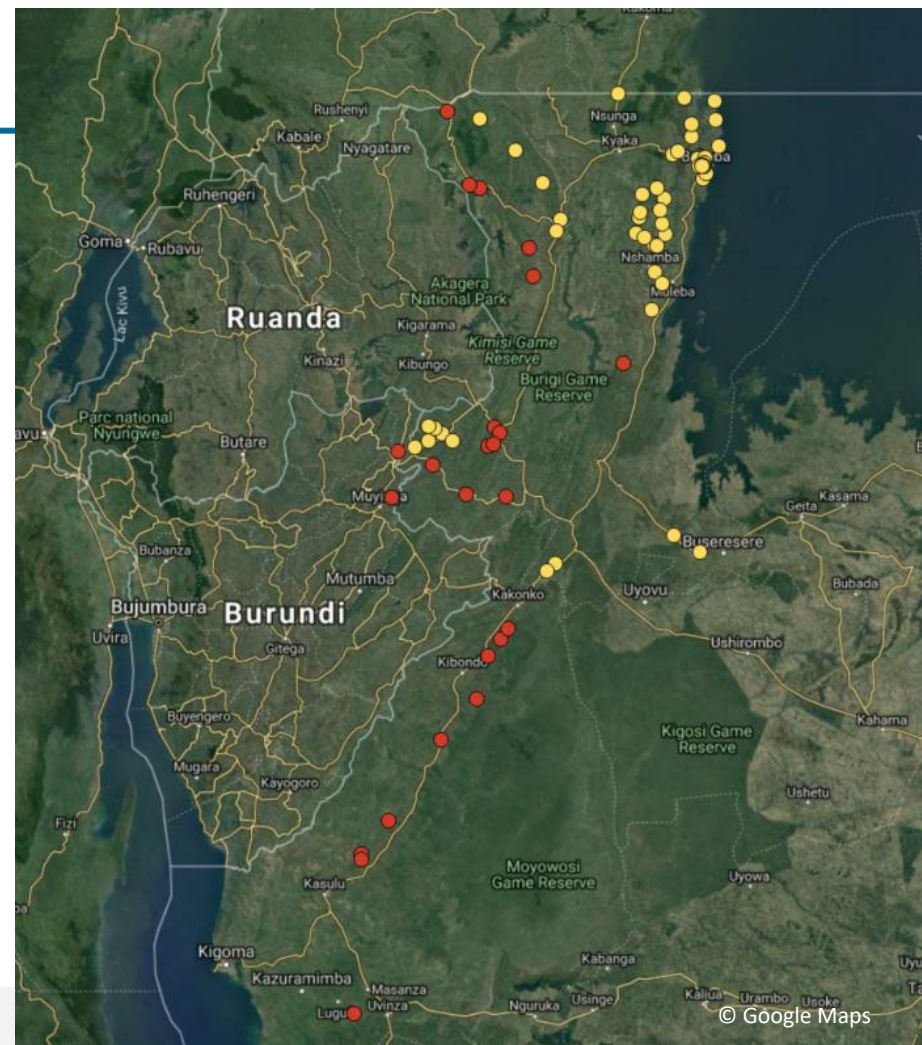 Kakoma
Rushenyi
Nsunga
Kabale
Kyaka
Nyagatare
Ruhengeri
Goma
Rubavu
Nshamba
Muleba
Akagera
National Park
Lac Kivu
Ruanda
Kigarama
Kimisi Game
Reserve
Kinazi
Kibungo
Burigi Game
Reserve
Parc national
Nyungwe
Butare
Kasama
Geita
Buseresere
Bubanza
Mutumba
Kakonko
Uyovu
Bubada
Bujumbura
Burundi
Uvira
Gitega
Ushirombo
Kibondo
Buyengero
Kigosi Game
Reserve
Kahama
Mugara
Kayogoro
Ushetu
Fizi
Moyowosi
Game Reserve
Uyowa
Kasulu
Kigoma
Kabanga
Kazuramimba
Masanza
Uvinza
Nguruka
Usinge
Kaliua
Urambo
Usoke
© Google Maps